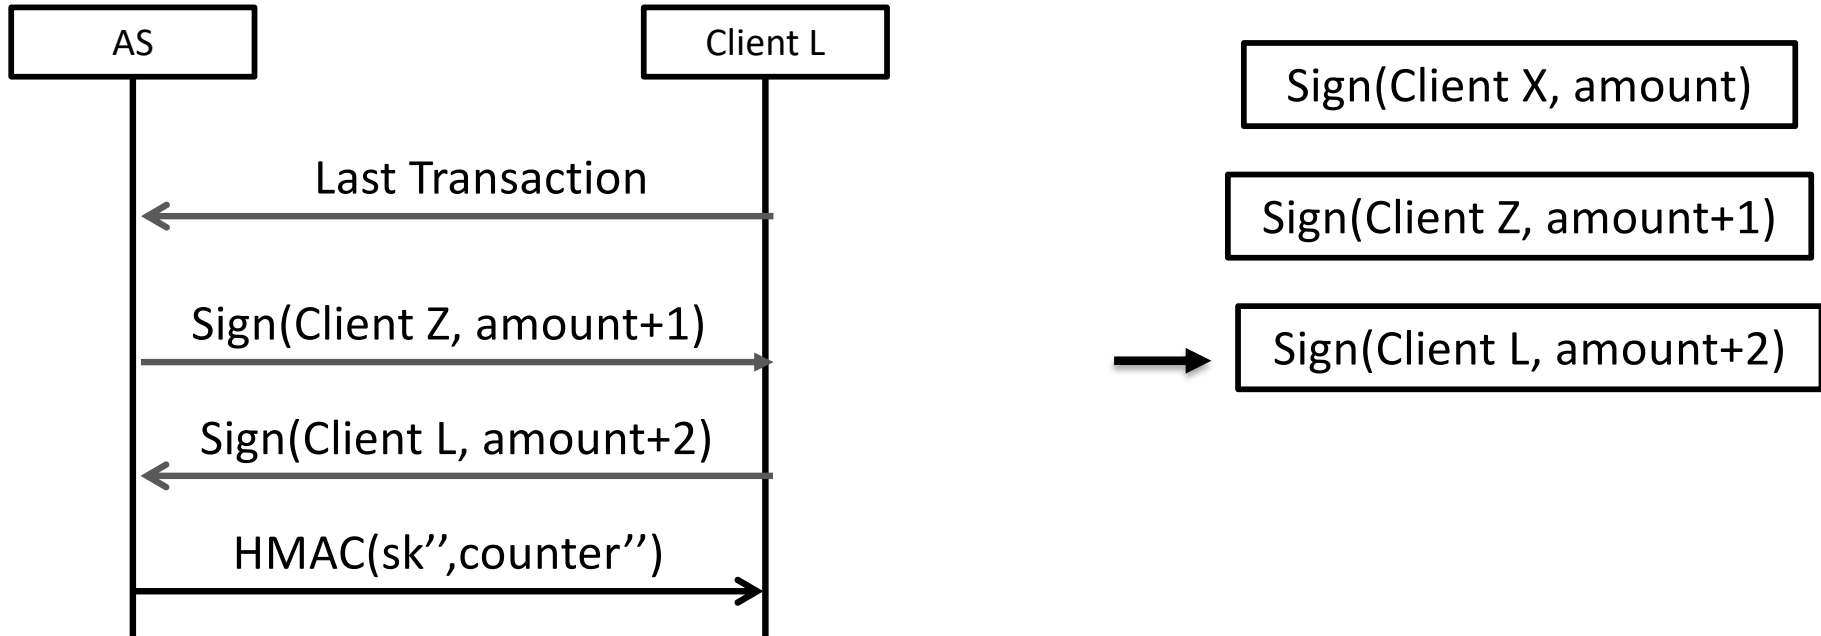 AS
Client L
Last Transaction
Sign(Client Z, amount+1)
Sign(Client L, amount+2)
HMAC(sk’’,counter’’)
Sign(Client X, amount)
Sign(Client Z, amount+1)
Sign(Client L, amount+2)